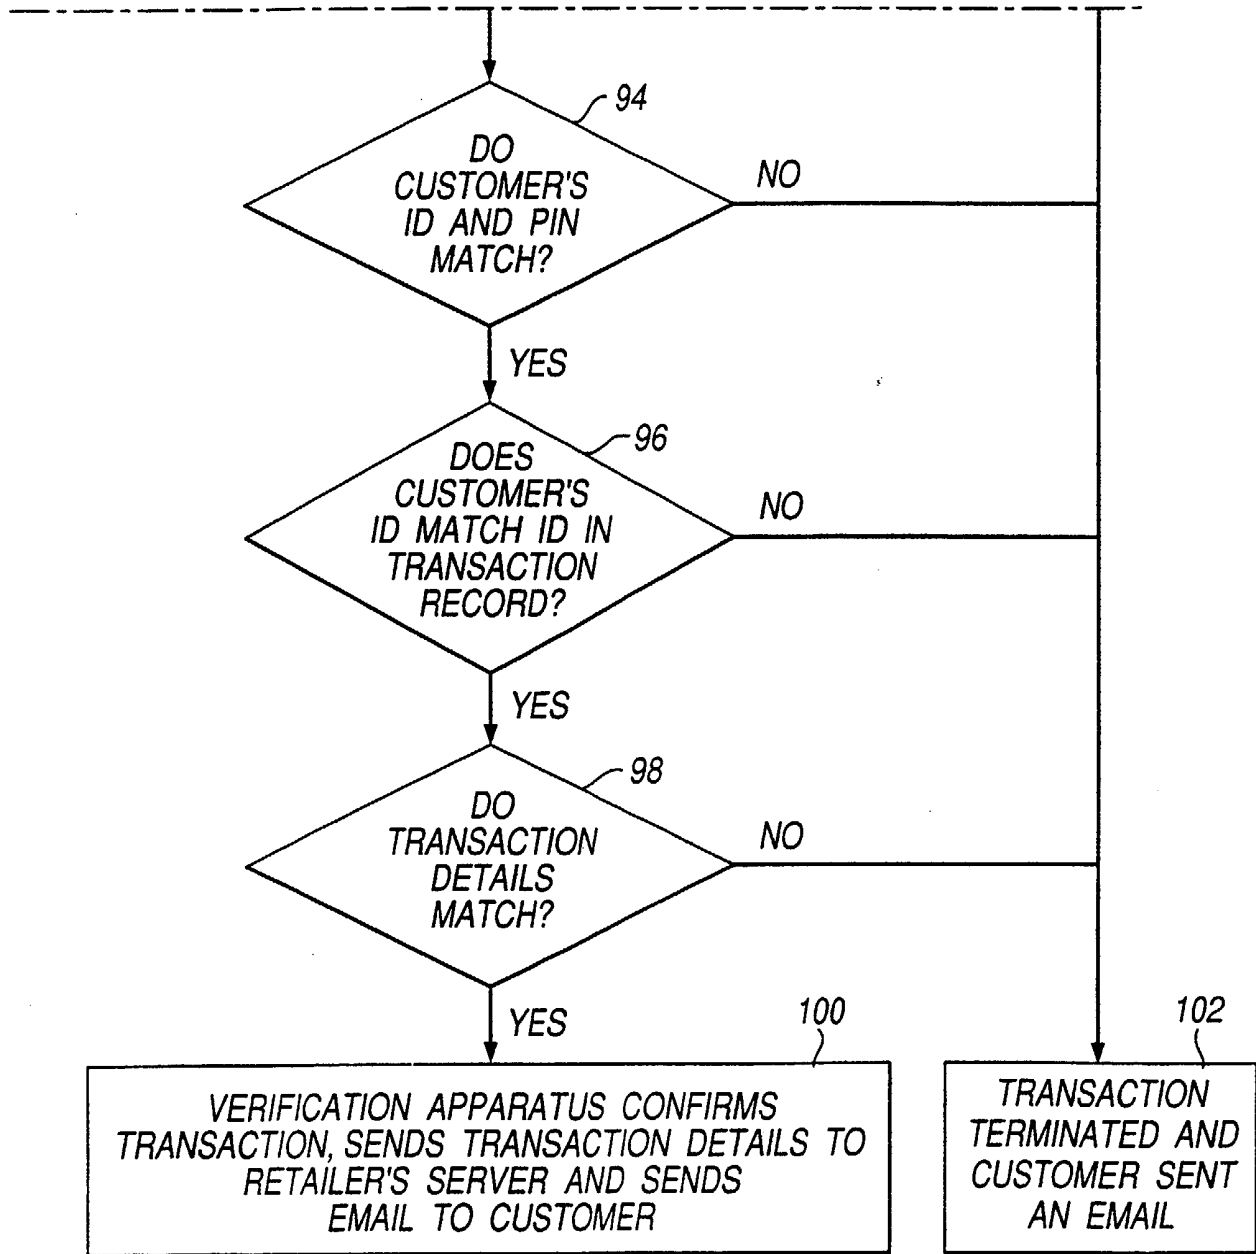 94
DO
CUSTOMER'S
ID AND PIN
MATCH?
NO
YES
96
DOES
CUSTOMER'S
ID MATCH ID IN
TRANSACTION
RECORD?
NO
YES
98
DO
TRANSACTION
DETAILS
MATCH?
NO
YES
100
VERIFICATION APPARATUS CONFIRMS
TRANSACTION, SENDS TRANSACTION DETAILS TO
RETAILER'S SERVER AND SENDS
EMAIL TO CUSTOMER
102
TRANSACTION
TERMINATED AND
CUSTOMER SENT
AN EMAIL